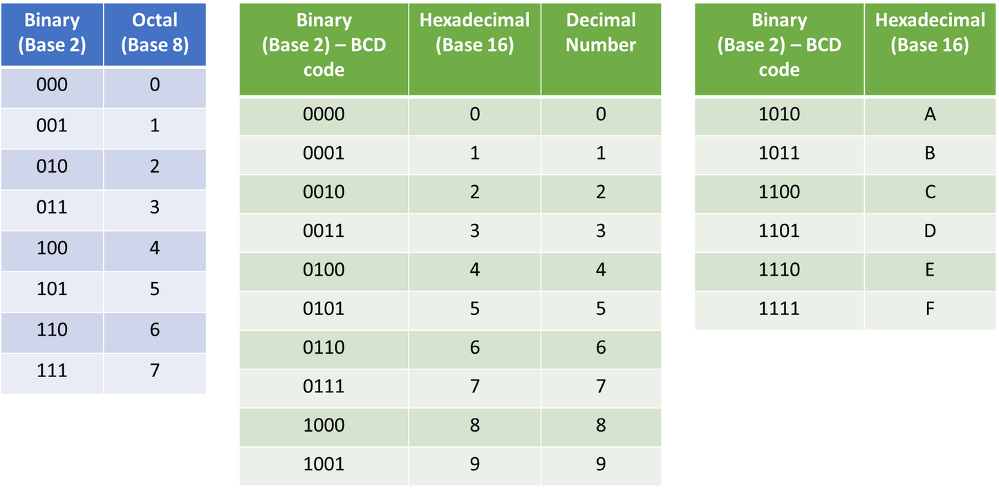 Binary
(Base 2)
Octal
(Base 8)
000 0
001 1
010 2
011 3
100 4
101 5
110 6
111 7
Binary
(Base 2) – BCD
code
Hexadecimal
(Base 16)
Decimal
Number
0000 0 0
0001 1 1
0010 2 2
0011 3 3
0100 4 4
0101 5 5
0110 6 6
0111 7 7
1000 8 8
1001 9 9
Binary
(Base 2) – BCD
code
Hexadecimal
(Base 16)
1010 A
1011 B
1100 C
1101 D
1110 E
1111 F